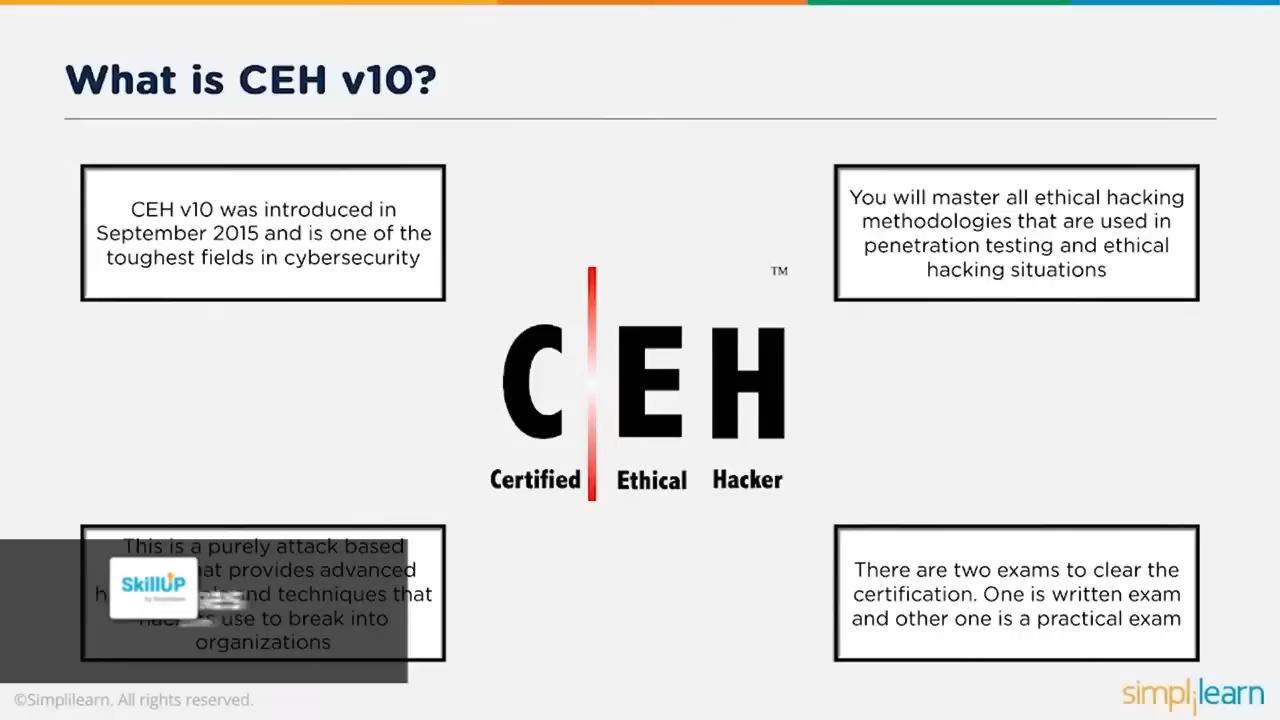 What is CEH v10?
CEH v10 was introduced in
September 2015 and is one of the
toughest fields in cybersecurity
You will master all ethical hacking
methodologies that are used in
penetration testing and ethical
hacking situations
TM
C EH
Certified Ethical Hacker
This is a purely attack based
that provides advanced
and techniques that
use to break into
organizations
SkillUP
There are two exams to clear the
certification. One is written exam
and other one is a practical exam
©Simplilearn. All rights reserved.
simplilearn